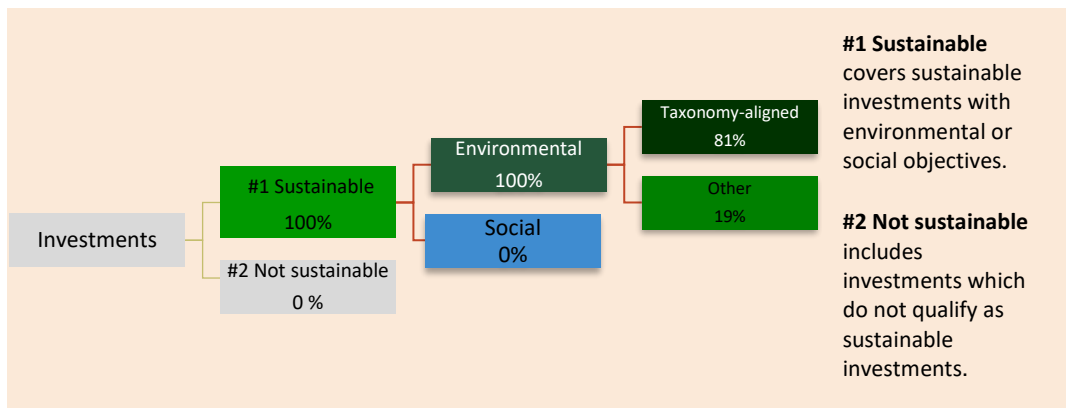 Investments
#1 Sustainable
100%
#2 Not sustainable
0 %
Environmental
100%
Social
0%
Taxonomy-aligned
81%
Other
19%
#1 Sustainable
covers sustainable
investments with
environmental or
social objectives.
#2 Not sustainable
includes
investments which
do not qualify as
sustainable
investments.